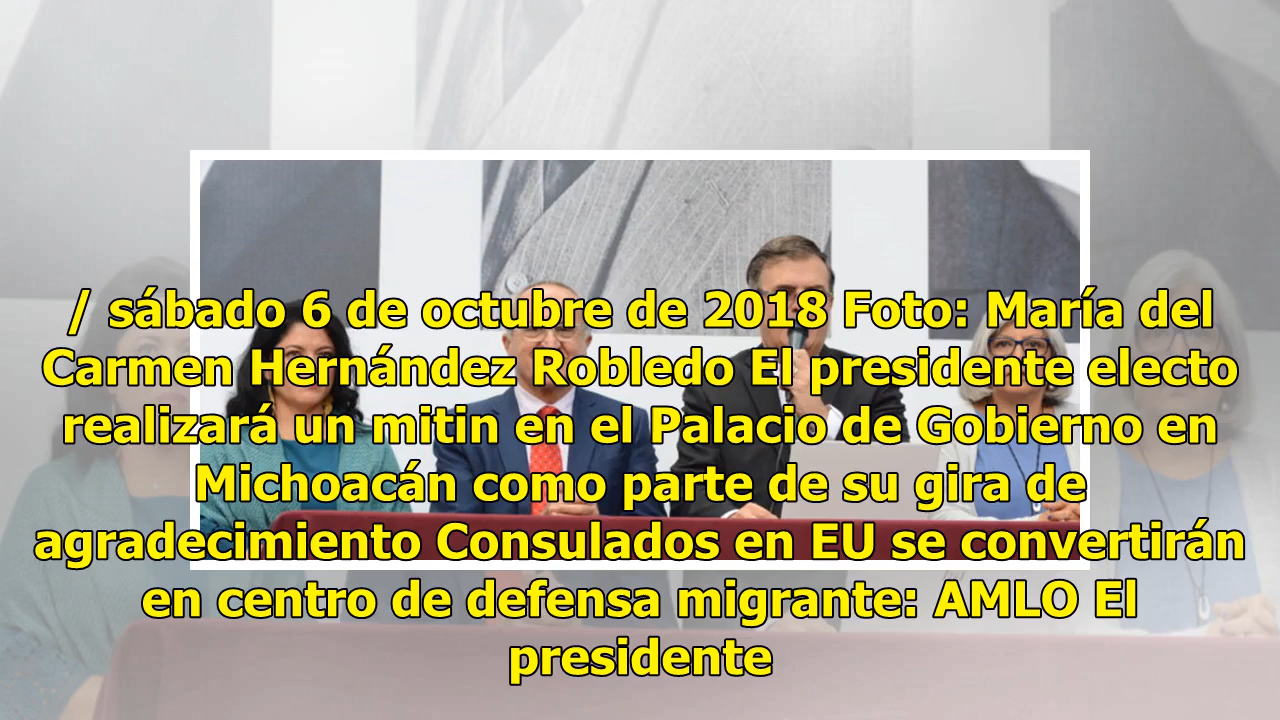 / sábado 6 de octubre de 2018 Foto: María del
Carmen Hernández Robledo El presidente electo
realizará un mitin en el Palacio de Gobierno en
Michoacán como parte de su gira de
agradecimiento Consulados en EU se convertirán
en centro de defensa migrante: AMLO El
presidente